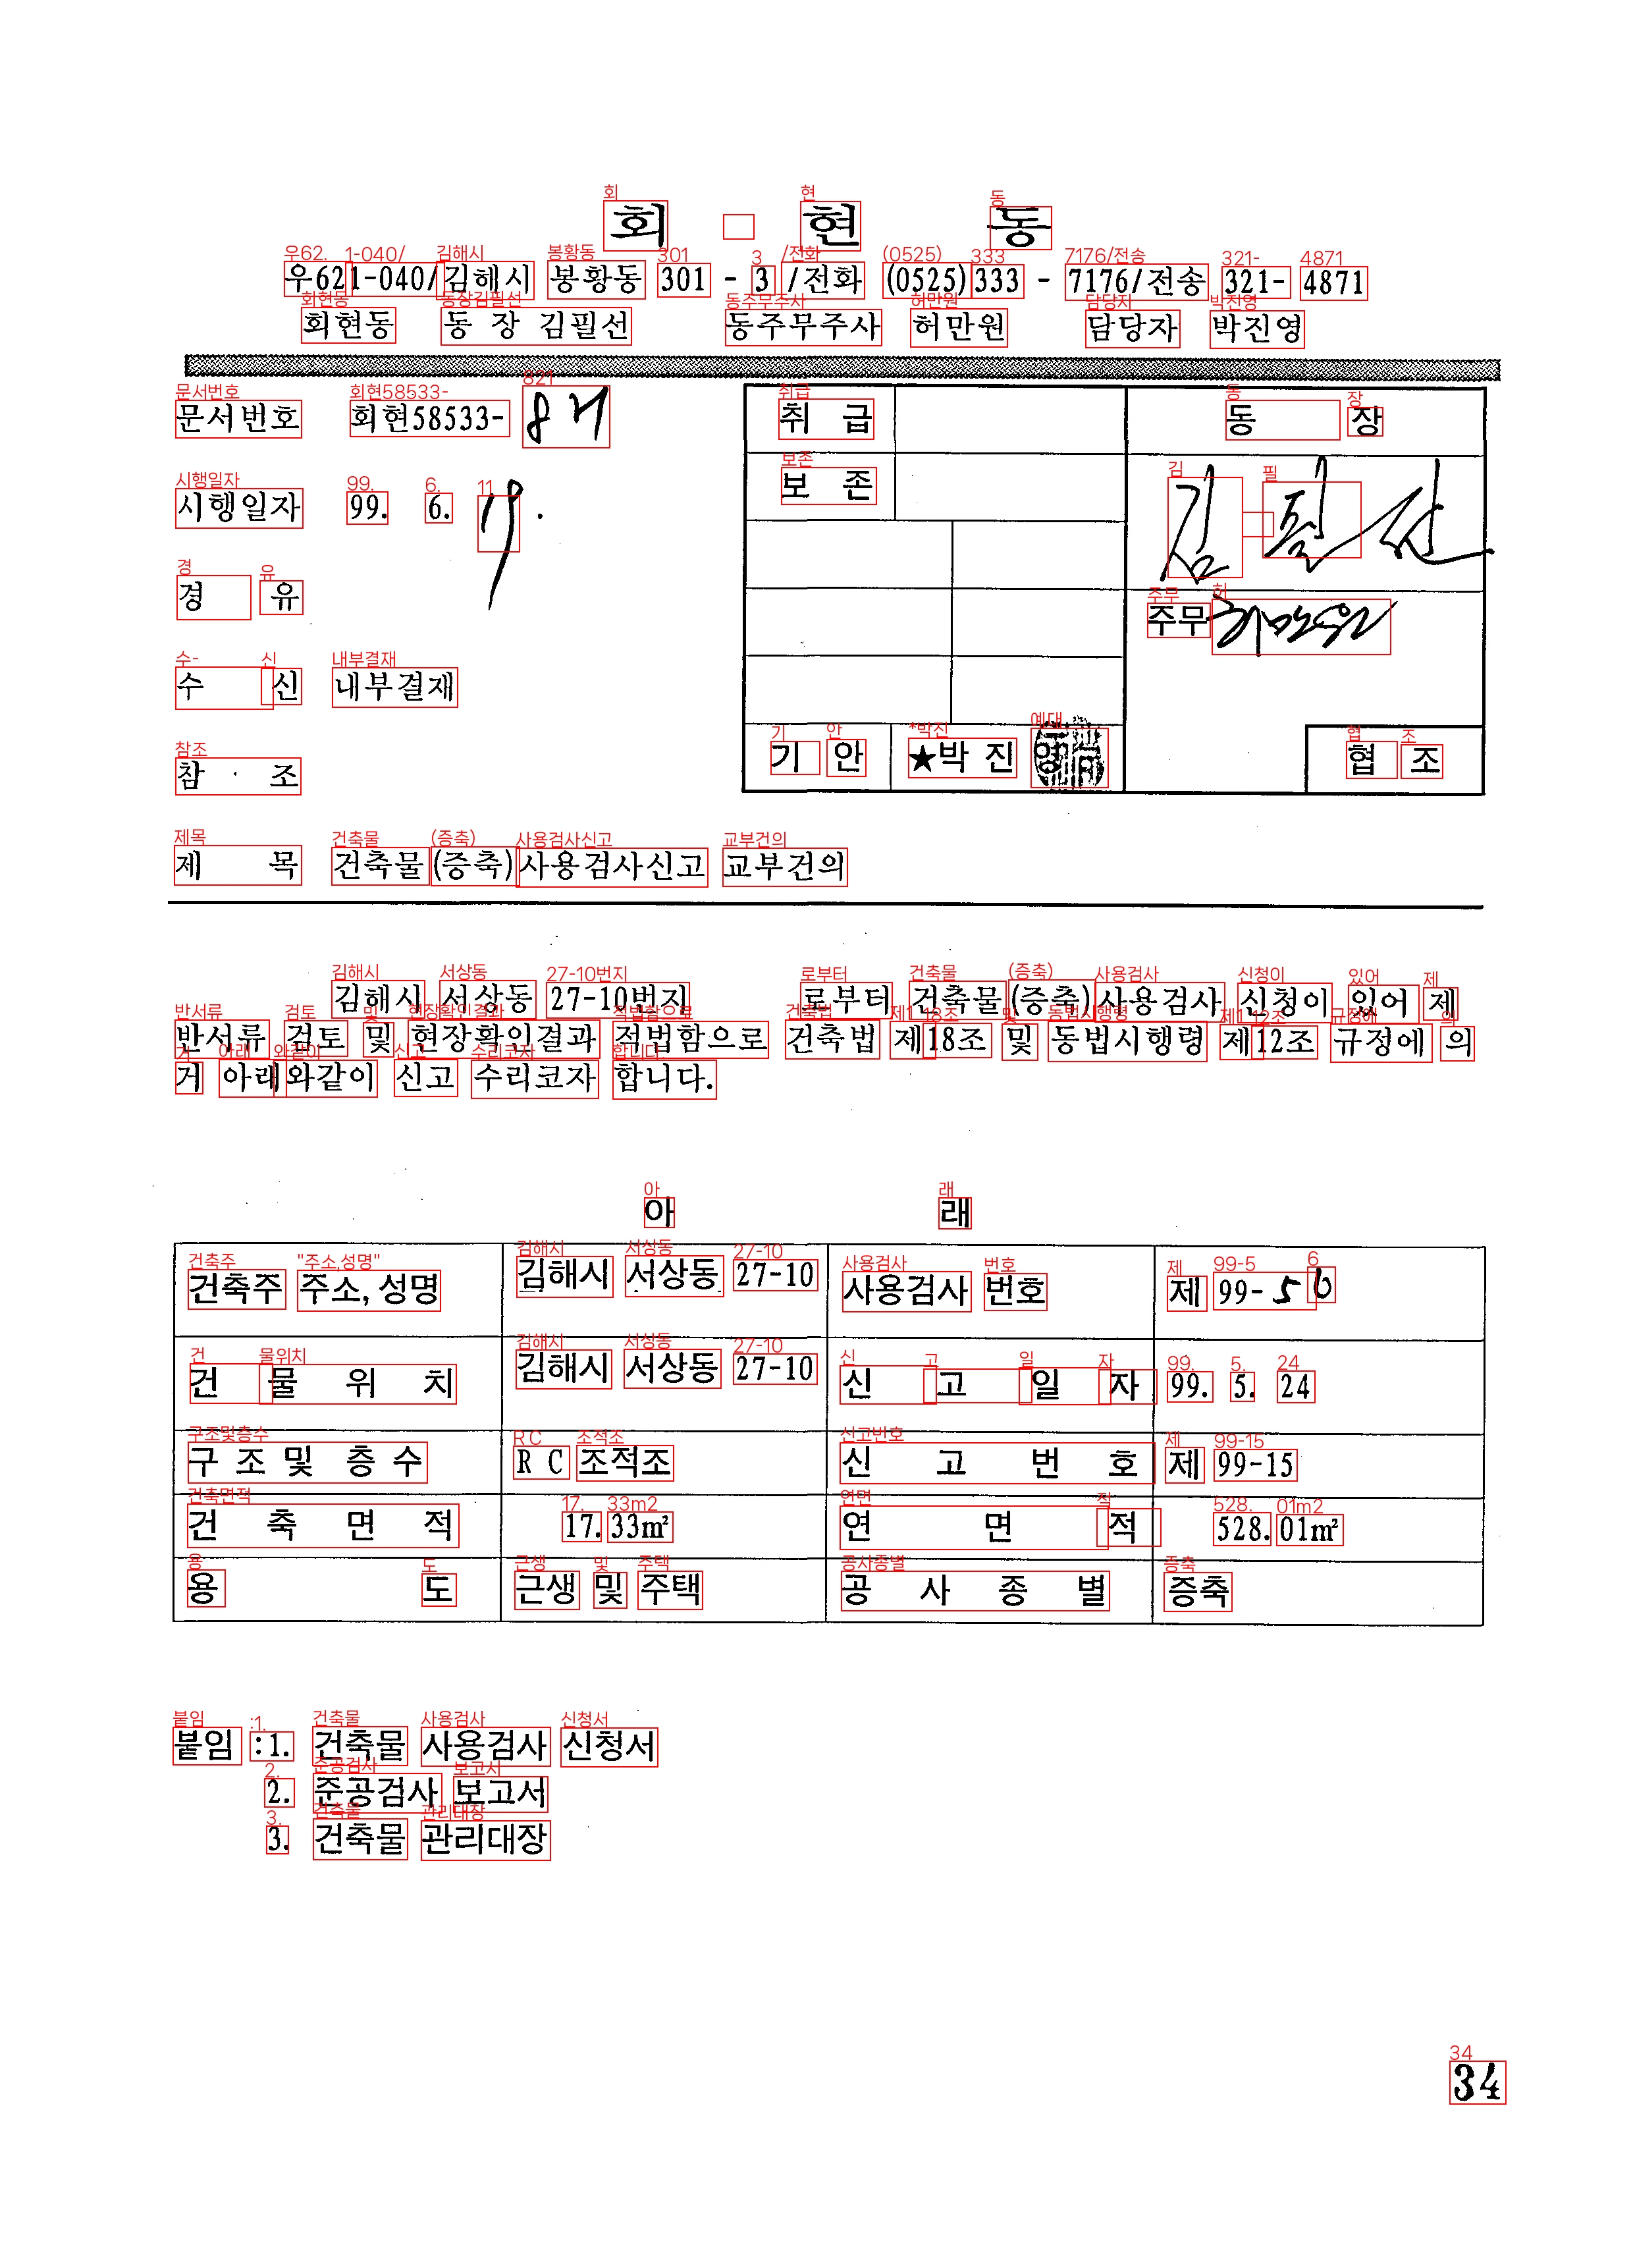 회 현 동
우621-040/김해시 봉황동 301 - 3 /전화 (0525)333 - 7176/전송 321-4871
회현동 동 장 김필선 동주무주사 허만원 담당자 박진영
문서번호 회현58533-
시행일자 99. 6.
경 유
수 신 내부결재
참 조
취 급
보 존
동 장
김필선
주무 허만원
기 안 ★박 진 영
협 조
제 목 건축물(증축)사용검사신고 교부건의
김해시 서상동 27-10번지 로부터 건축물(증축)사용검사 신청이 있어 제
반서류 검토 및 현장확인결과 적법함으로 건축법 제18조 및 동법시행령 제12조 규정에 의
거 아래와같이 신고 수리코자 합니다.
아 래
건축주 주소, 성명 김해시 서상동 27-10 사용검사 번호 제 99-56
건 물 위 치 김해시 서상동 27-10 신 고 일 자 99. 5. 24
구 조 및 층 수 R C 조적조 신 고 번 호 제 99-15
건 축 면 적 17.33㎡ 연 면 적 528.01㎡
용 도 근생 및 주택 공 사 종 별 증축
붙임 :1. 건축물 사용검사 신청서
2. 준공검사 보고서
3. 건축물 관리대장
34